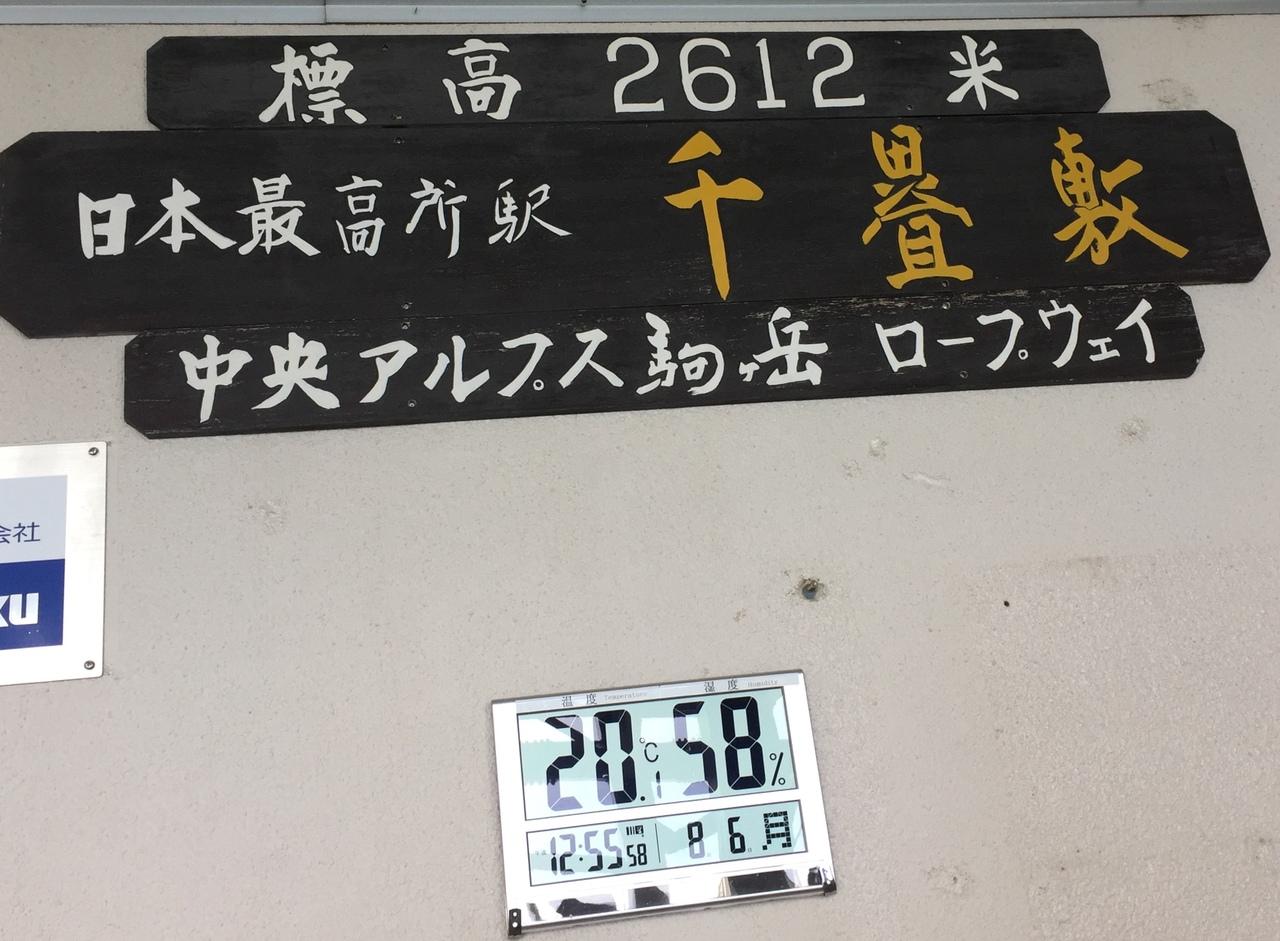 標高 2612 米
日本最高所駅 千畳敷
中央アルプス駒ヶ岳 ロープウェイ
会社
KU
温度 Temperature 湿度 Humidity
20.1℃ 58%
12:55 58 8 6 月